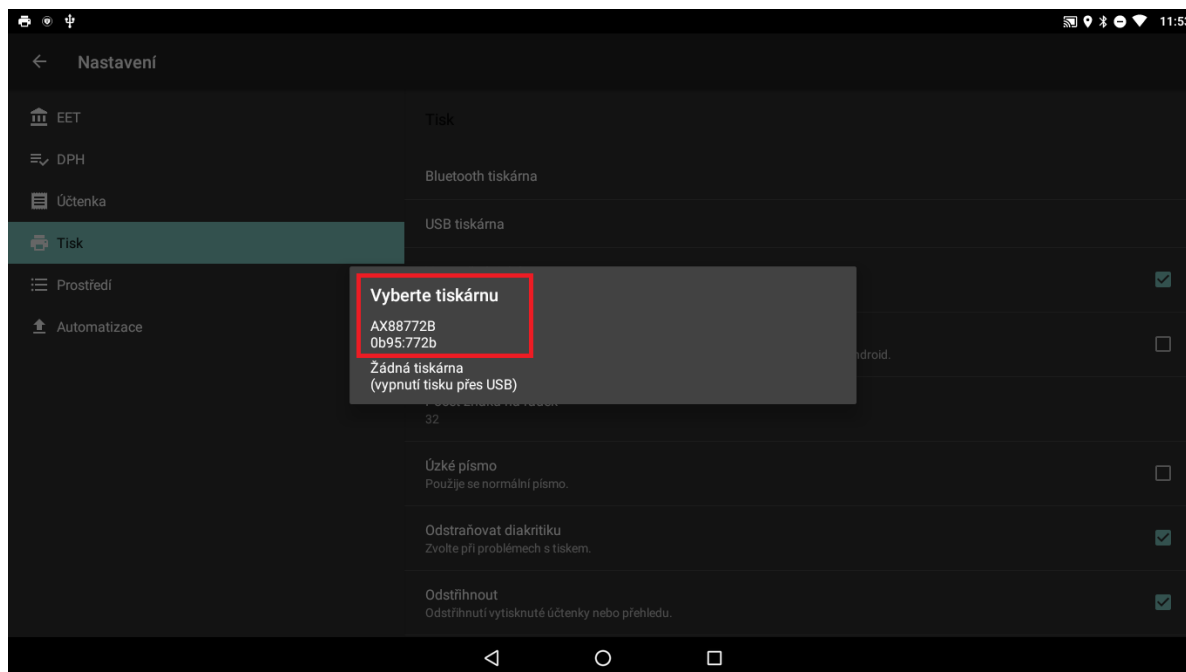 11:53
Nastavení
EET
DPH
Účtenka
Tisk
Prostředí
Automatizace
Tisk
Bluetooth tiskárna
USB tiskárna
Vyberte tiskárnu
AX88772B
0b95:772b
Žádná tiskárna
(vypnutí tisku přes USB)
ndroid.
32
Úzké písmo
Použije se normální písmo.
Odstraňovat diakritiku
Zvolte při problémech s tiskem.
Odstřihnout
Odstřihnutí vytisknuté účtenky nebo přehledu.